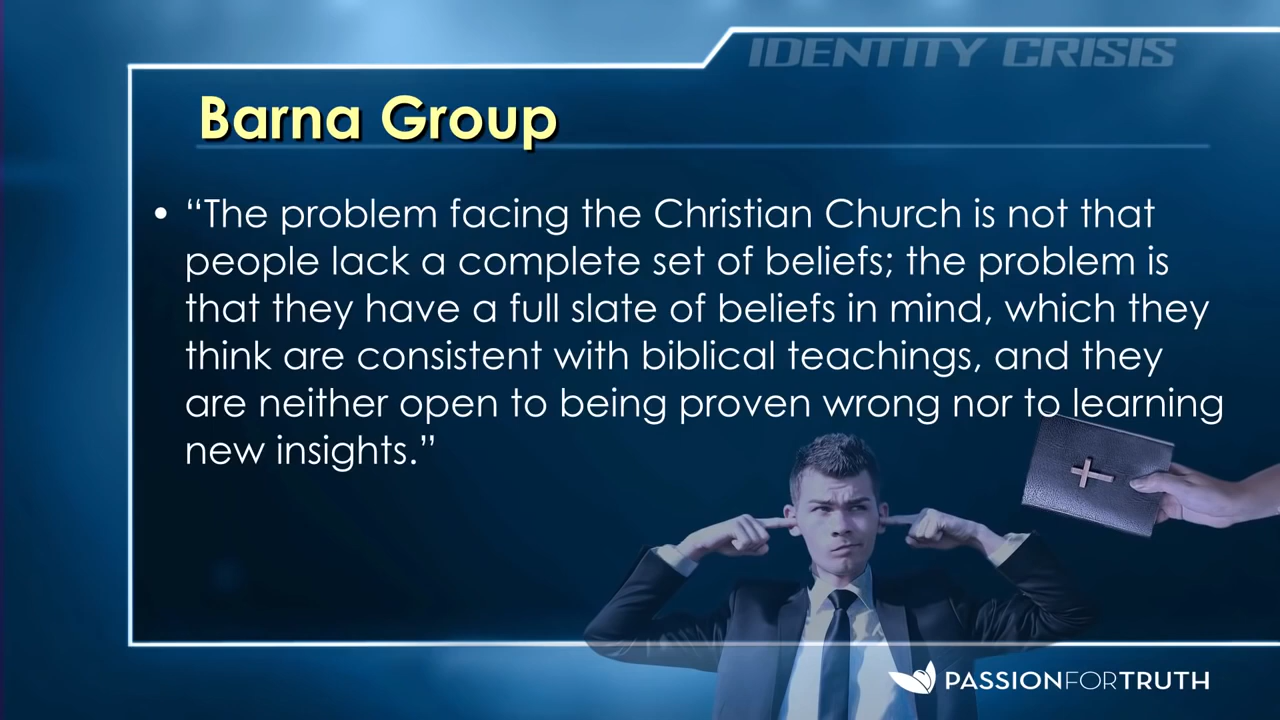 IDENTITY CRISIS
Barna Group
• “The problem facing the Christian Church is not that
people lack a complete set of beliefs; the problem is
that they have a full slate of beliefs in mind, which they
think are consistent with biblical teachings, and they
are neither open to being proven wrong nor to learning
new insights.”
PASSIONFORTRUTH